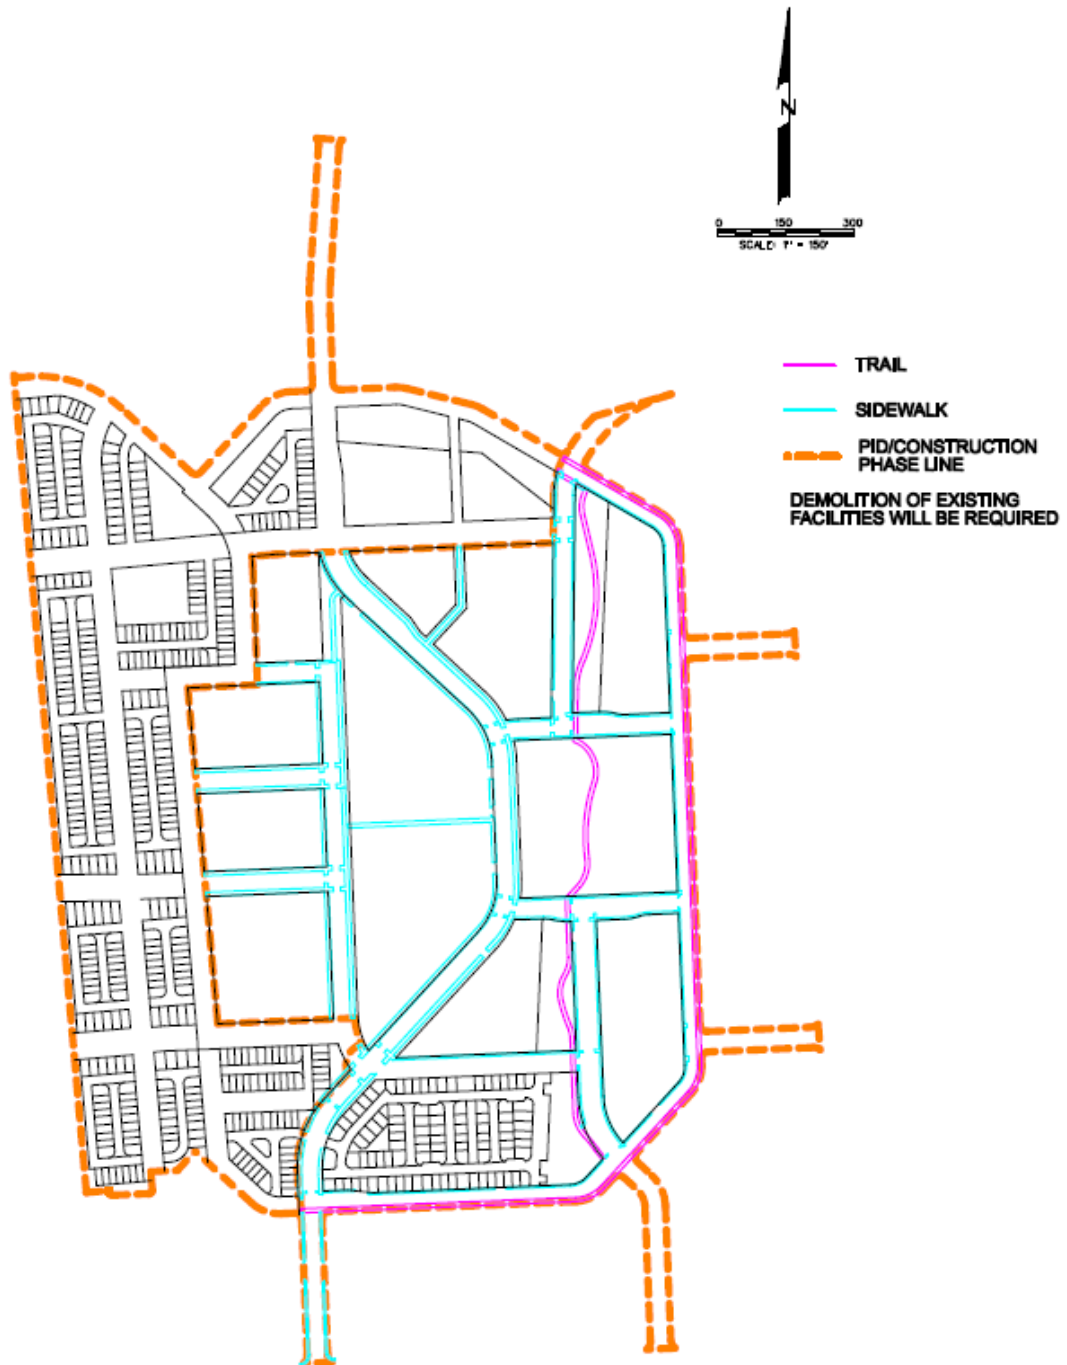 N
0 150 300
SCALE: 1" = 150'
TRAIL
SIDEWALK
PID/CONSTRUCTION
PHASE LINE
DEMOLITION OF EXISTING
FACILITIES WILL BE REQUIRED